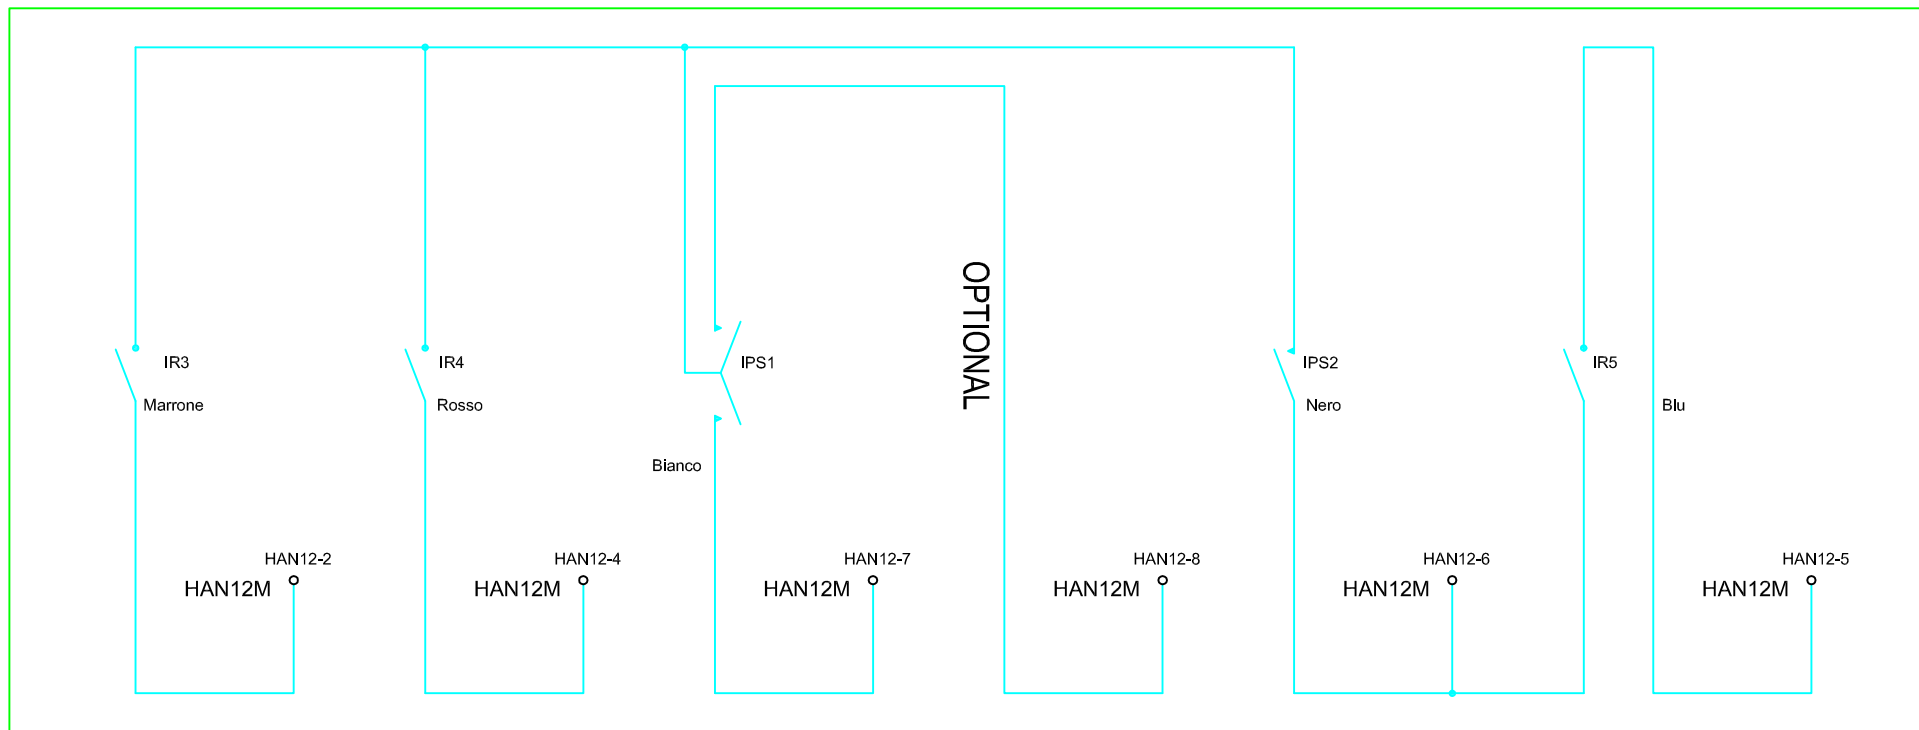 OPTIONAL
IR3
IR4
IPS1
IPS2
IR5
Marrone
Rosso
Nero
Blu
Bianco
HAN12-2
HAN12-4
HAN12-7
HAN12-8
HAN12-6
HAN12-5
HAN12M
HAN12M
HAN12M
HAN12M
HAN12M
HAN12M